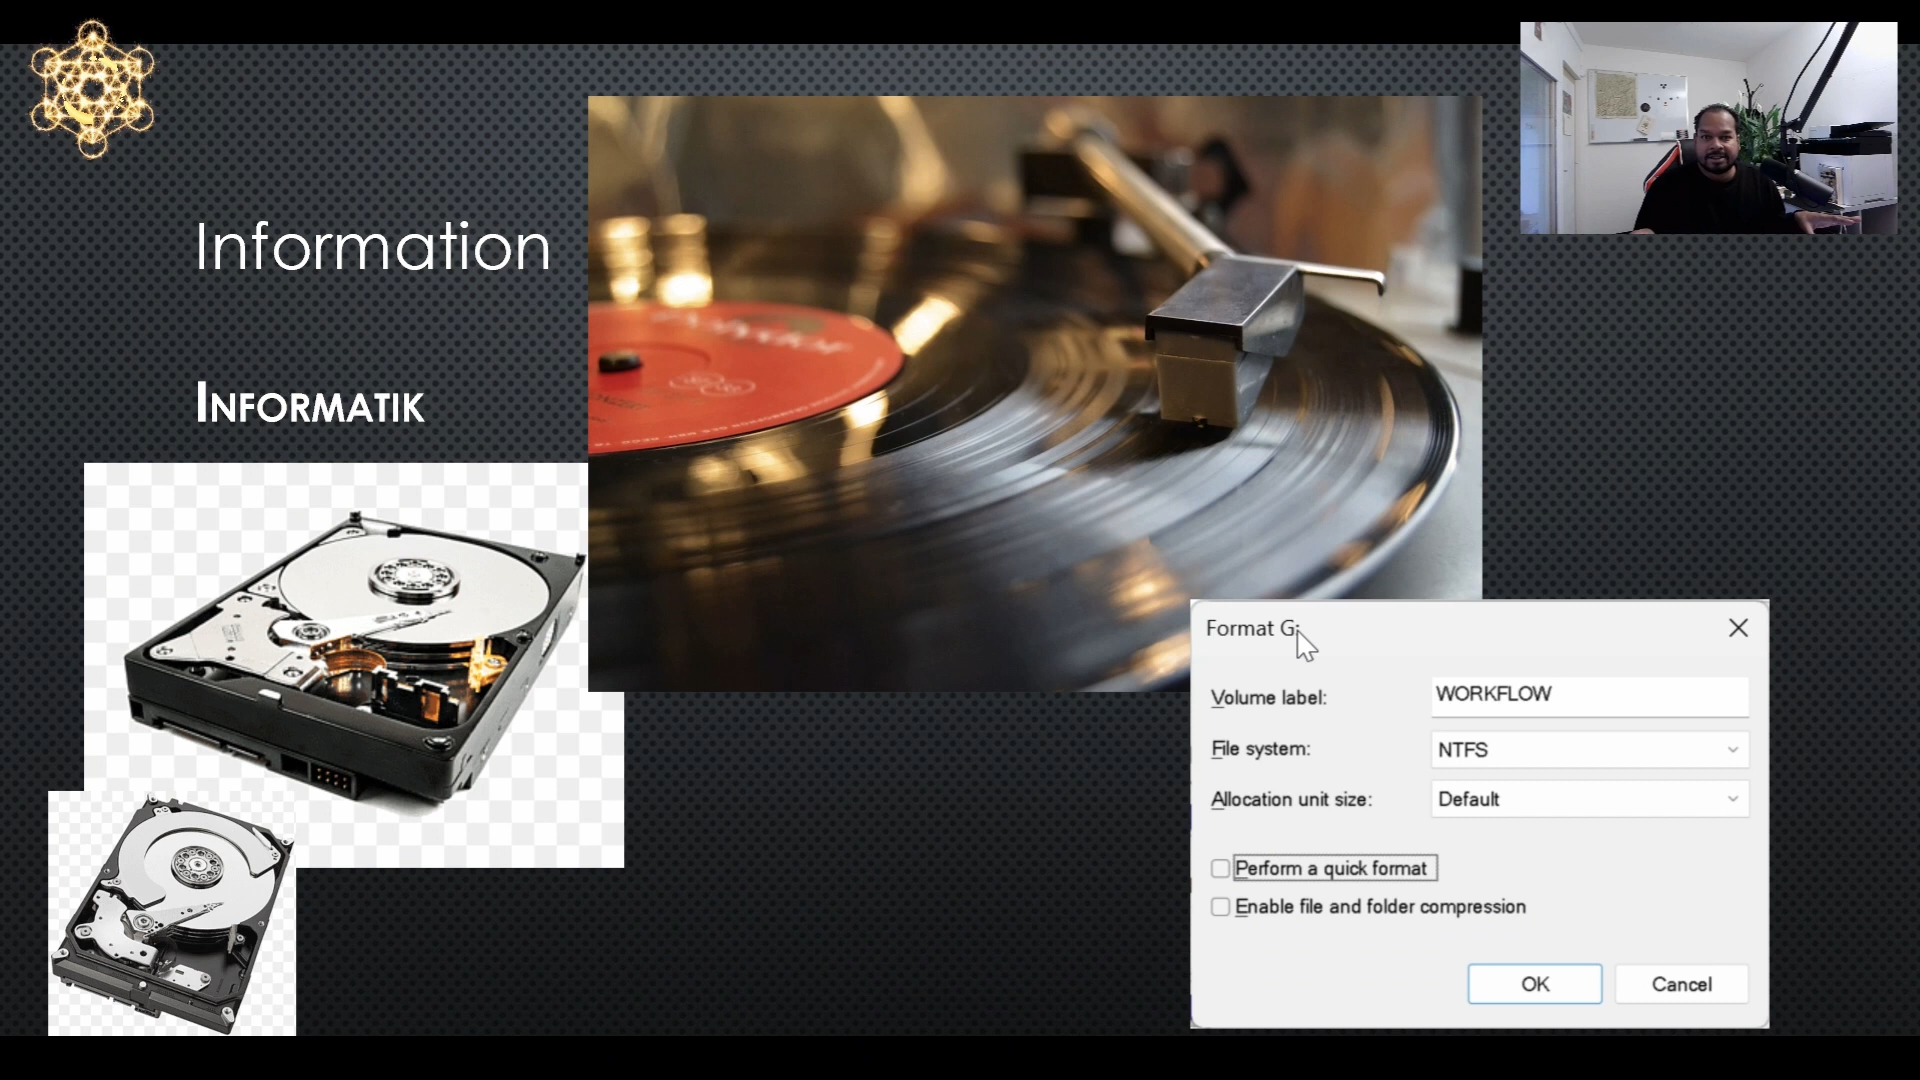 Information
INFORMATIK
Format G:
Volume label:
WORKFLOW
File system:
NTFS
Allocation unit size:
Default
Perform a quick format
Enable file and folder compression
OK
Cancel